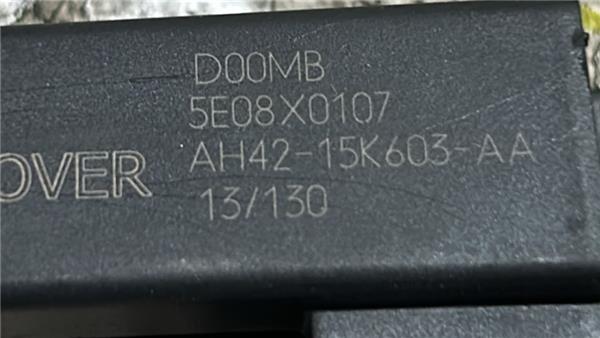 D00MB
5E08X0107
OVER AH42-15K603-AA
13/130